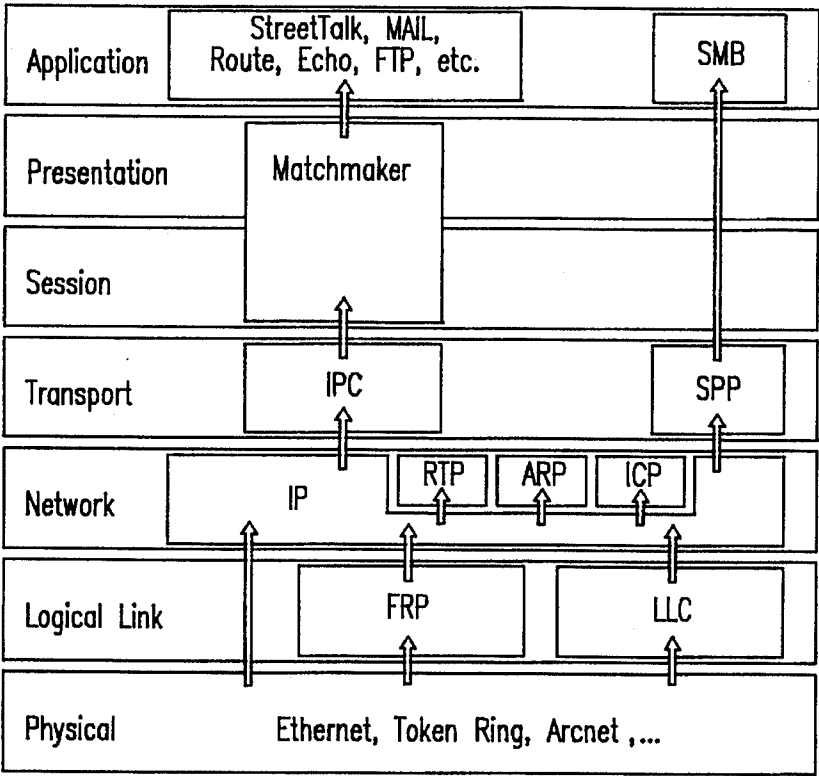 Application
StreetTalk, MAIL,
Route, Echo, FTP, etc.
SMB
Presentation
Matchmaker
Session
Transport
IPC
SPP
Network
IP
RTP
ARP
ICP
Logical Link
FRP
LLC
Physical
Ethernet, Token Ring, Arcnet ,...